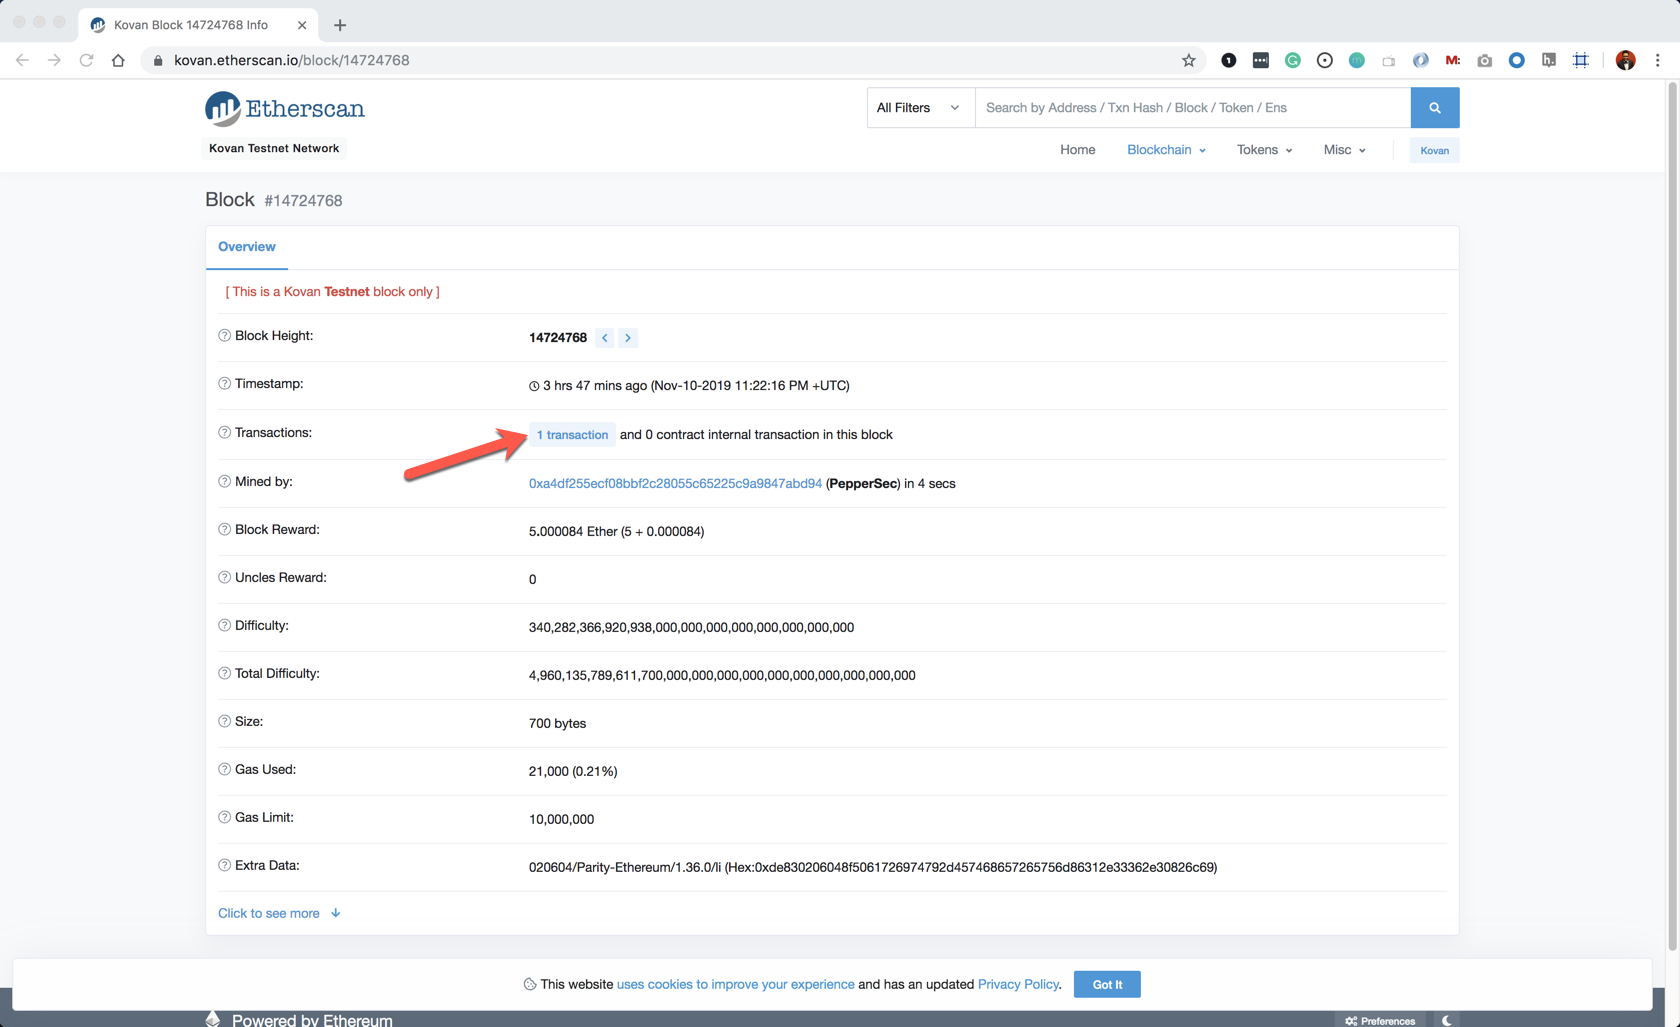 Kovan Block 14724768 Info
kovan.etherscan.io/block/14724768
Etherscan
All Filters
Search by Address / Txn Hash / Block / Token / Ens
Kovan Testnet Network
Home
Blockchain
Tokens
Misc
Kovan
Block #14724768
Overview
[ This is a Kovan Testnet block only ]
Block Height: 14724768
Timestamp: 3 hrs 47 mins ago (Nov-10-2019 11:22:16 PM +UTC)
Transactions: 1 transaction and 0 contract internal transaction in this block
Mined by: 0xa4df255ecf08bbf2c28055c65225c9a9847abd94 (PepperSec) in 4 secs
Block Reward: 5.000084 Ether (5 + 0.000084)
Uncles Reward: 0
Difficulty: 340,282,366,920,938,000,000,000,000,000,000,000,000
Total Difficulty: 4,960,135,789,611,700,000,000,000,000,000,000,000,000,000,000
Size: 700 bytes
Gas Used: 21,000 (0.21%)
Gas Limit: 10,000,000
Extra Data: 020604/Parity-Ethereum/1.36.0/li (Hex:0xde830206048f5061726974792d457468657265756d86312e33362e30826c69)
Click to see more
This website uses cookies to improve your experience and has an updated Privacy Policy.
Got It
Powered by Ethereum
Preferences